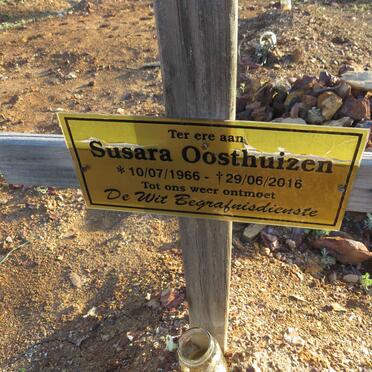 Ter ere aan
Susara Oosthuizen
* 10/07/1966 - †29/06/2016
Tot ons weer ontmoet
De Wit Begrafnisdienste